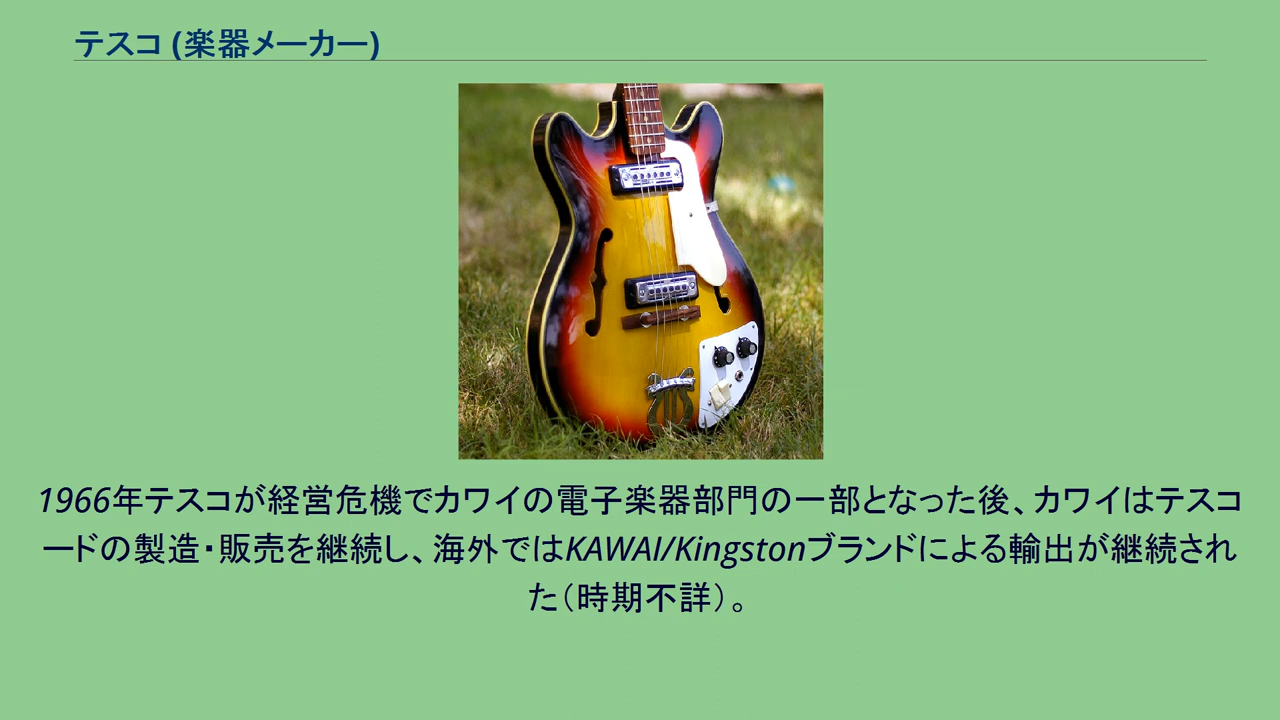 テスコ (楽器メーカー)
1966年テスコが経営危機でカワイの電子楽器部門の一部となった後、カワイはテスコ
ードの製造・販売を継続し、海外ではKAWAI/Kingstonブランドによる輸出が継続され
た（時期不詳）。